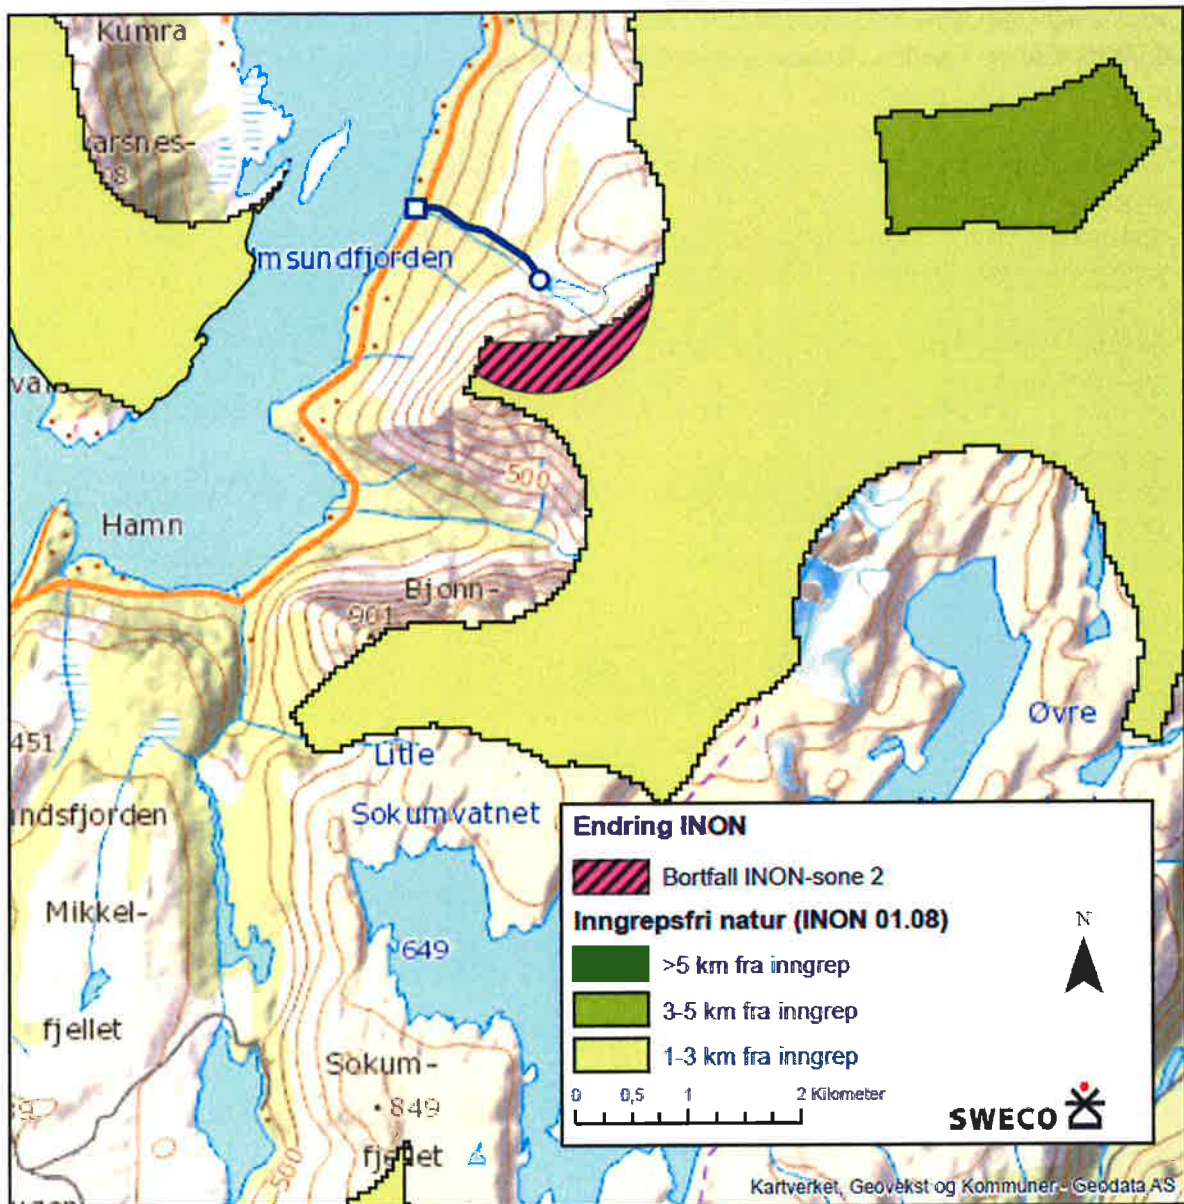 Kumra
arsnes-
msundfjorden
Hamn
500
Bjonn-
901
Øvre
451
Litle
Sokumvatnet
ndsfjorden
Mikkel-
649
fjellet
Sokum-
849
fjellet
500
Endring INON
Bortfall INON-sone 2
Inngrepsfri natur (INON 01.08)
N
>5 km fra inngrep
3-5 km fra inngrep
1-3 km fra inngrep
0 0,5 1 2 Kilometer
SWECO
Kartverket, Geovekst og Kommuner - Geodata AS